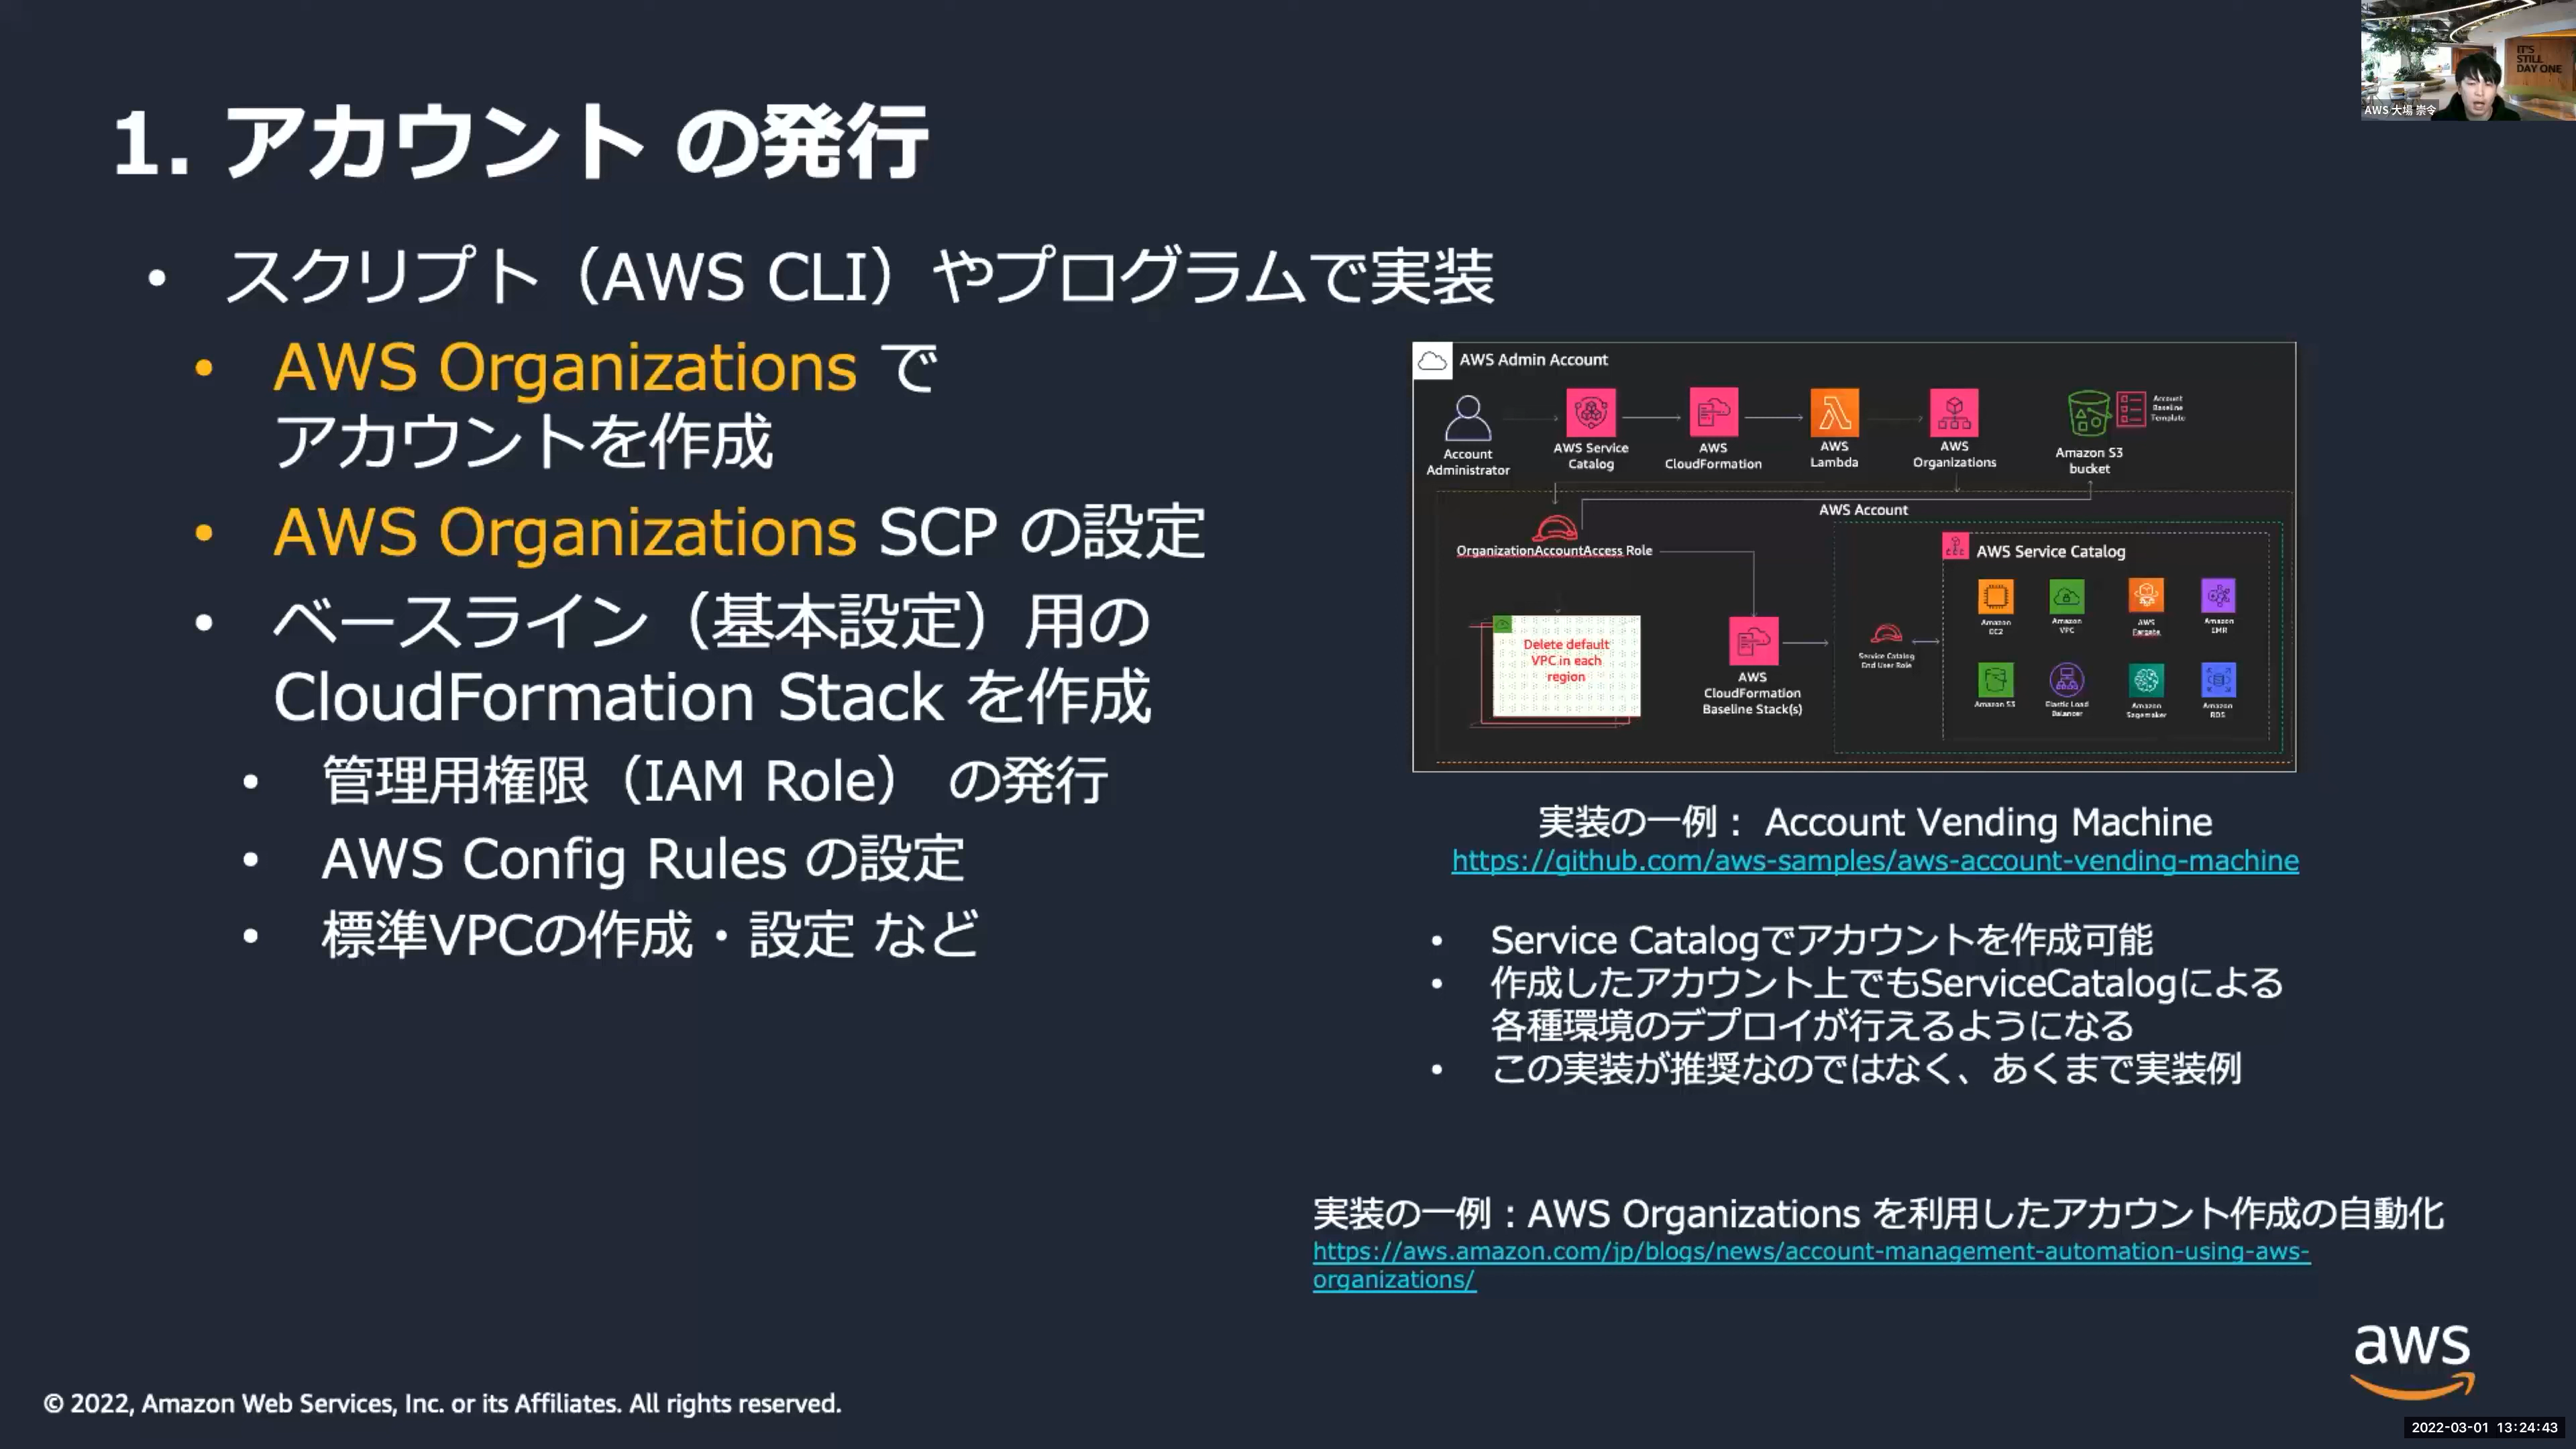 IT'S
STILL
DAY ONE
AWS 大場 崇令
1. アカウント の発行
• スクリプト（AWS CLI）やプログラムで実装
• AWS Organizations で
アカウントを作成
• AWS Organizations SCP の設定
• ベースライン（基本設定）用の
CloudFormation Stack を作成
• 管理用権限（IAM Role） の発行
• AWS Config Rules の設定
• 標準VPCの作成・設定 など
AWS Admin Account
Account
Administrator
AWS Service
Catalog
AWS
CloudFormation
AWS
Lambda
AWS
Organizations
Amazon S3
bucket
Account
Baseline
Template
AWS Account
OrganizationAccountAccess Role
Delete default
VPC in each
region
AWS
CloudFormation
Baseline Stack(s)
Service Catalog
End User Role
AWS Service Catalog
Amazon
EC2
Amazon
VPC
AWS
Fargate
Amazon
EMR
Amazon S3
Elastic Load
Balancer
Amazon
Sagemaker
Amazon
RDS
実装の一例： Account Vending Machine
https://github.com/aws-samples/aws-account-vending-machine
• Service Catalogでアカウントを作成可能
• 作成したアカウント上でもServiceCatalogによる
各種環境のデプロイが行えるようになる
• この実装が推奨なのではなく、あくまで実装例
実装の一例：AWS Organizations を利用したアカウント作成の自動化
https://aws.amazon.com/jp/blogs/news/account-management-automation-using-aws-
organizations/
aws
© 2022, Amazon Web Services, Inc. or its Affiliates. All rights reserved.
2022-03-01 13:24:43